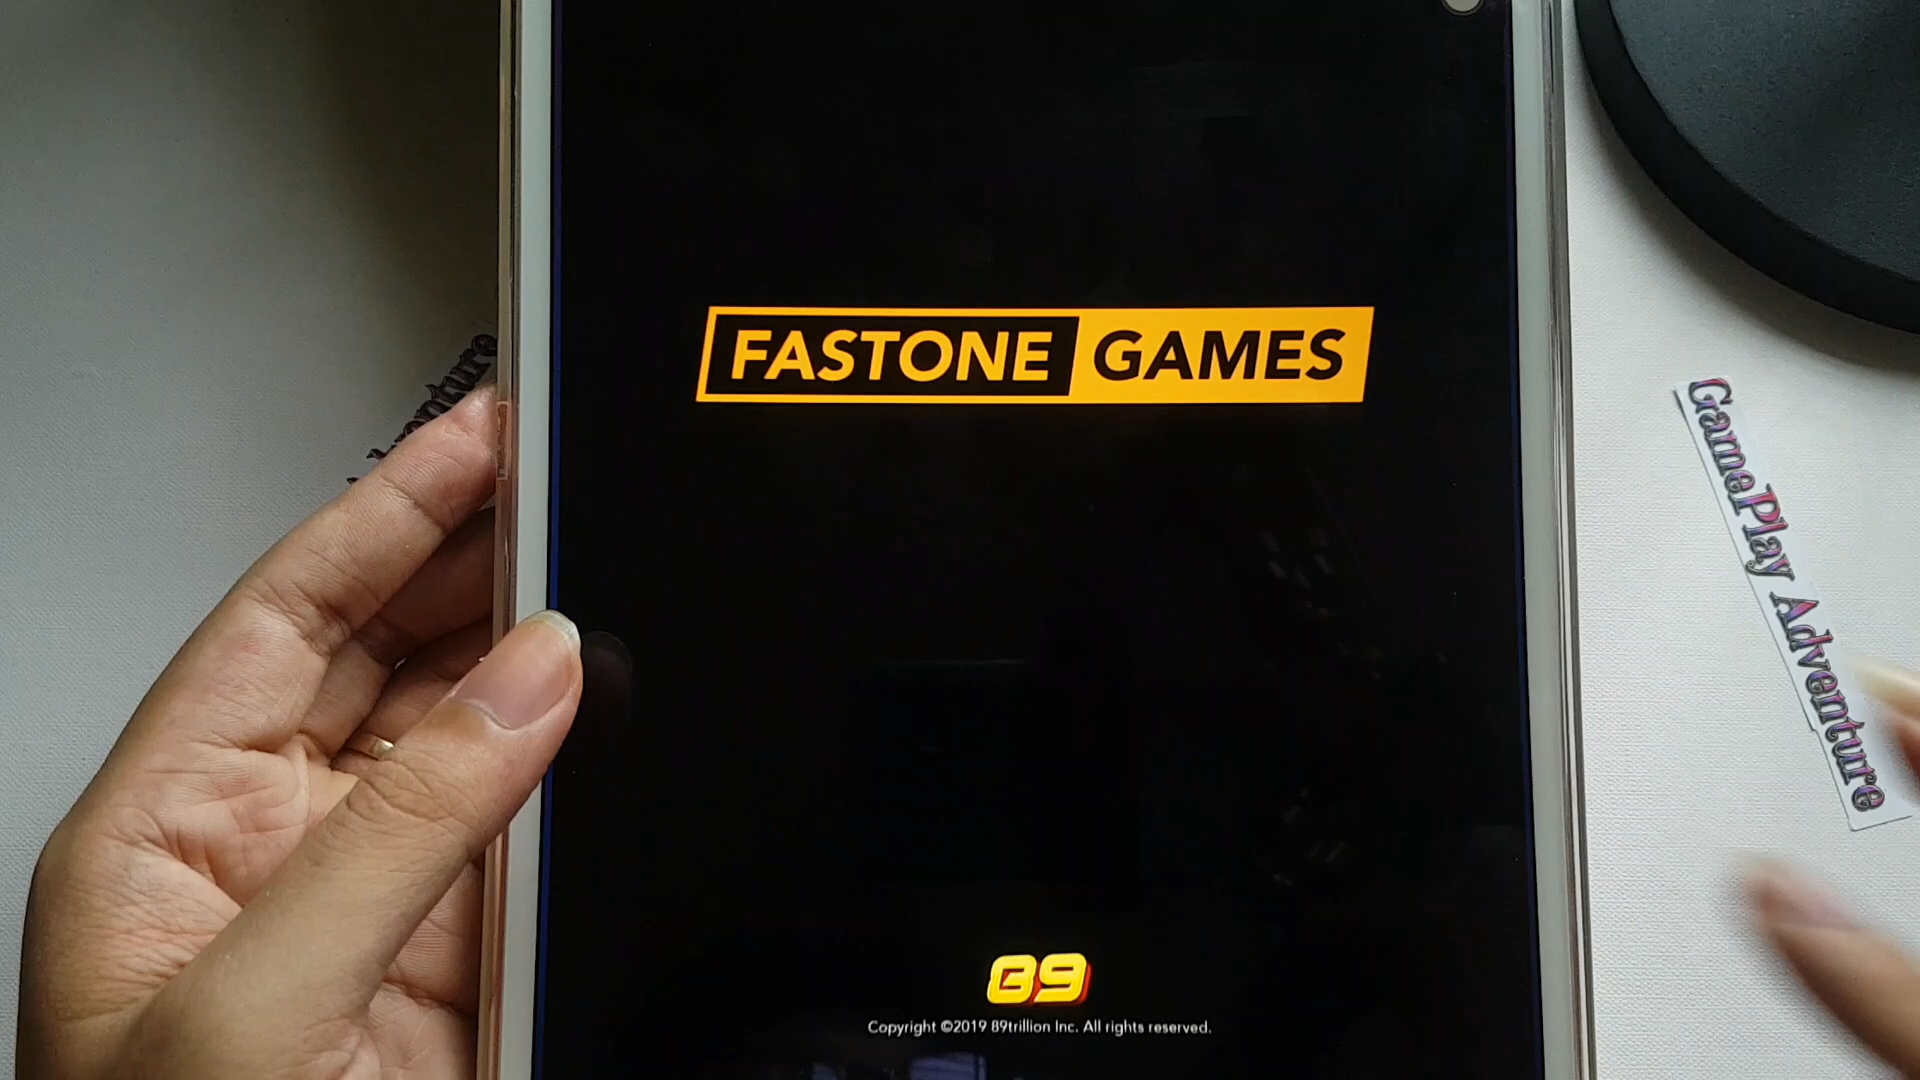 FASTONE GAMES
GamePlay Adventure
89
Copyright ©2019 89trillion Inc. All rights reserved.